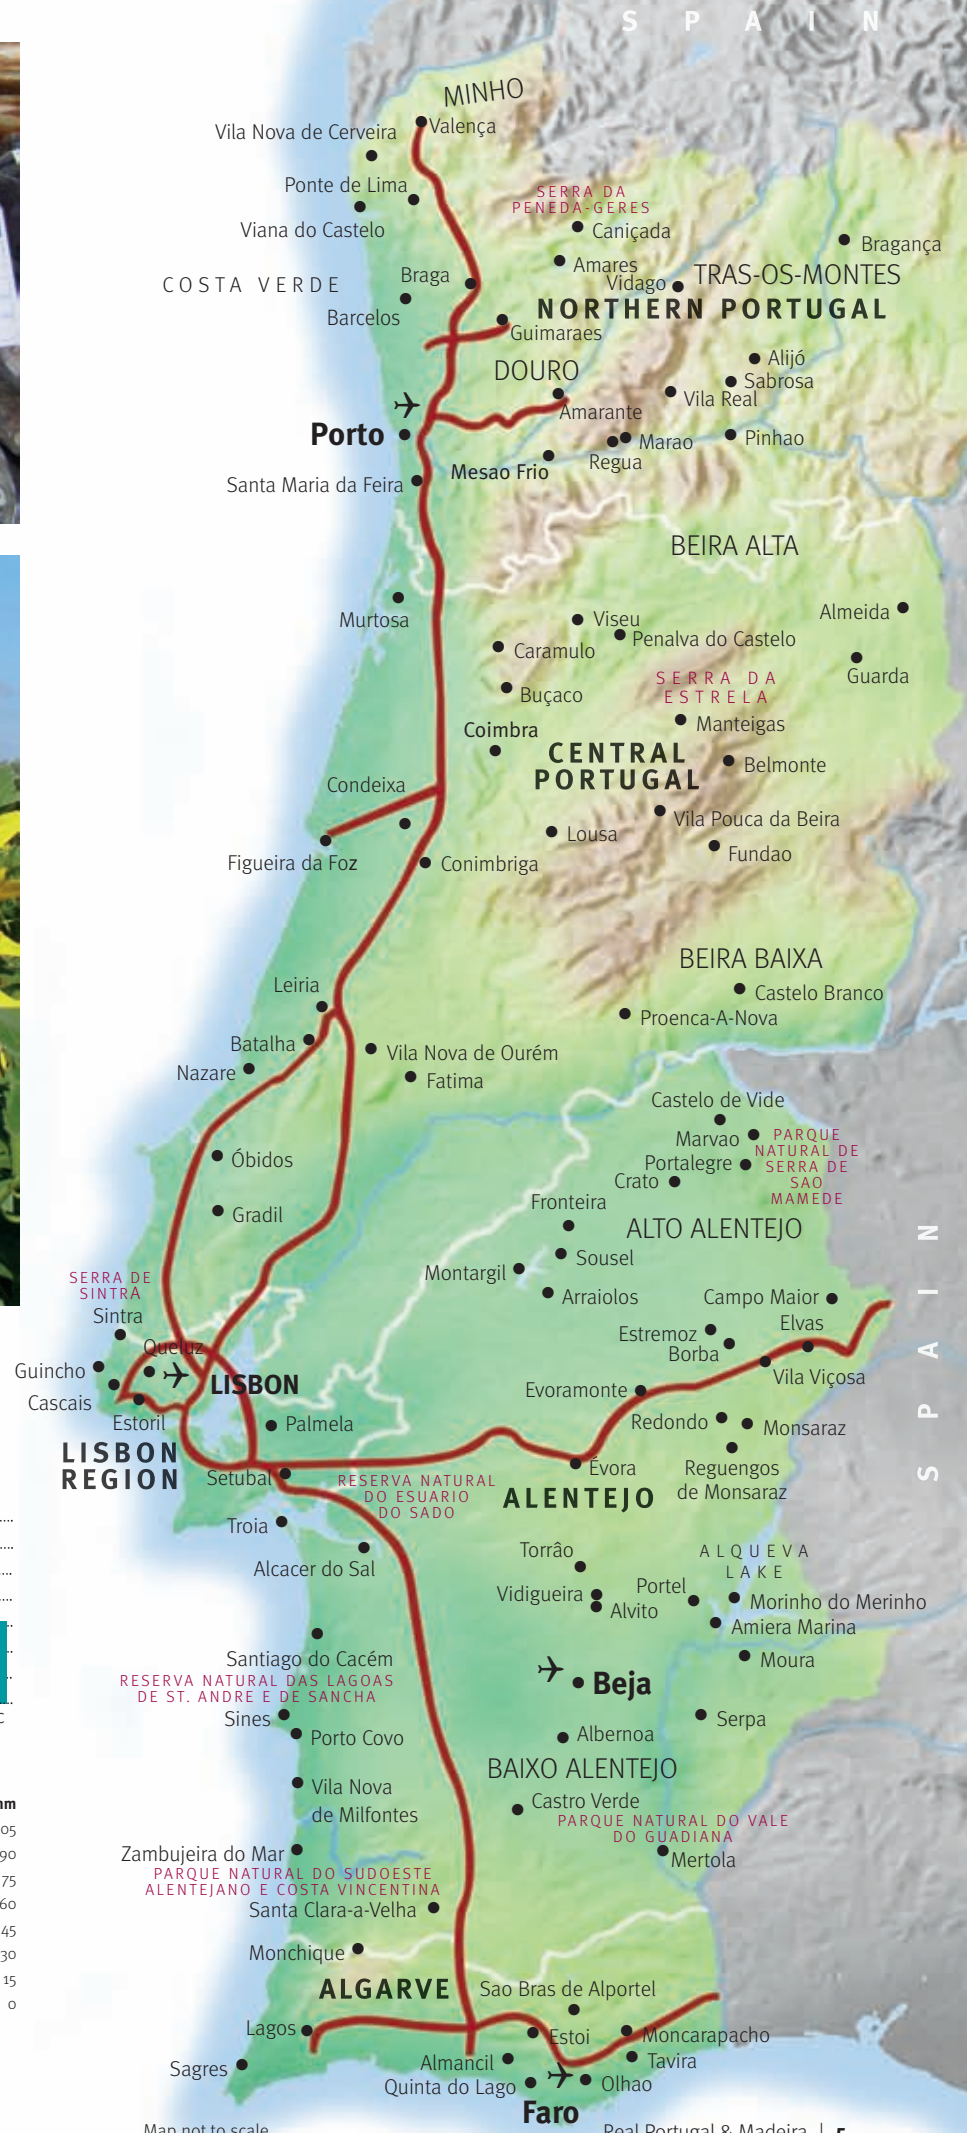 S P A I N
MINHO
Valença
Vila Nova de Cerveira
Ponte de Lima
SERRA DA
PENEDA-GERES
Viana do Castelo
Caniçada
Bragança
Amares
COSTA VERDE
Braga
Vidago
TRAS-OS-MONTES
Barcelos
NORTHERN PORTUGAL
Guimaraes
DOURO
Alijó
Sabrosa
Vila Real
Amarante
Porto
Marao
Pinhao
Mesao Frio
Regua
Santa Maria da Feira
BEIRA ALTA
Murtosa
Viseu
Almeida
Penalva do Castelo
Caramulo
Guarda
SERRA DA
ESTRELA
Buçaco
Manteigas
Coimbra
CENTRAL
PORTUGAL
Belmonte
Condeixa
Vila Pouca da Beira
Lousa
Fundao
Figueira da Foz
Conimbriga
BEIRA BAIXA
Leiria
Castelo Branco
Proenca-A-Nova
Batalha
Vila Nova de Ourém
Nazare
Fatima
Castelo de Vide
Marvao
PARQUE
NATURAL DE
SERRA DE
SAO
MAMEDE
Portalegre
Óbidos
Crato
Fronteira
Gradil
ALTO ALENTEJO
Sousel
Montargil
SERRA DE
SINTRA
Arraiolos
Campo Maior
Sintra
Elvas
Estremoz
Queluz
Borba
Guincho
Vila Viçosa
LISBON
Evoramonte
Cascais
Estoril
Palmela
Redondo
Monsaraz
LISBON
REGION
Setubal
Évora
Reguengos
de Monsaraz
RESERVA NATURAL
DO ESUARIO
DO SADO
ALENTEJO
S P A I N
Troia
Torrâo
ALQUEVA
LAKE
Alcacer do Sal
Vidigueira
Portel
Morinho do Merinho
Alvito
Amiera Marina
Santiago do Cacém
Moura
RESERVA NATURAL DAS LAGOAS
DE ST. ANDRE E DE SANCHA
Beja
Sines
Serpa
Porto Covo
Albernoa
BAIXO ALENTEJO
Vila Nova
de Milfontes
Castro Verde
PARQUE NATURAL DO VALE
DO GUADIANA
Zambujeira do Mar
Mertola
PARQUE NATURAL DO SUDOESTE
ALENTEJANO E COSTA VINCENTINA
Santa Clara-a-Velha
Monchique
ALGARVE
Sao Bras de Alportel
Lagos
Estoi
Moncarapacho
Sagres
Almancil
Tavira
Quinta do Lago
Olhao
Faro
105
90
75
60
45
30
15
0
Map not to scale
Real Portugal & Madeira | 5